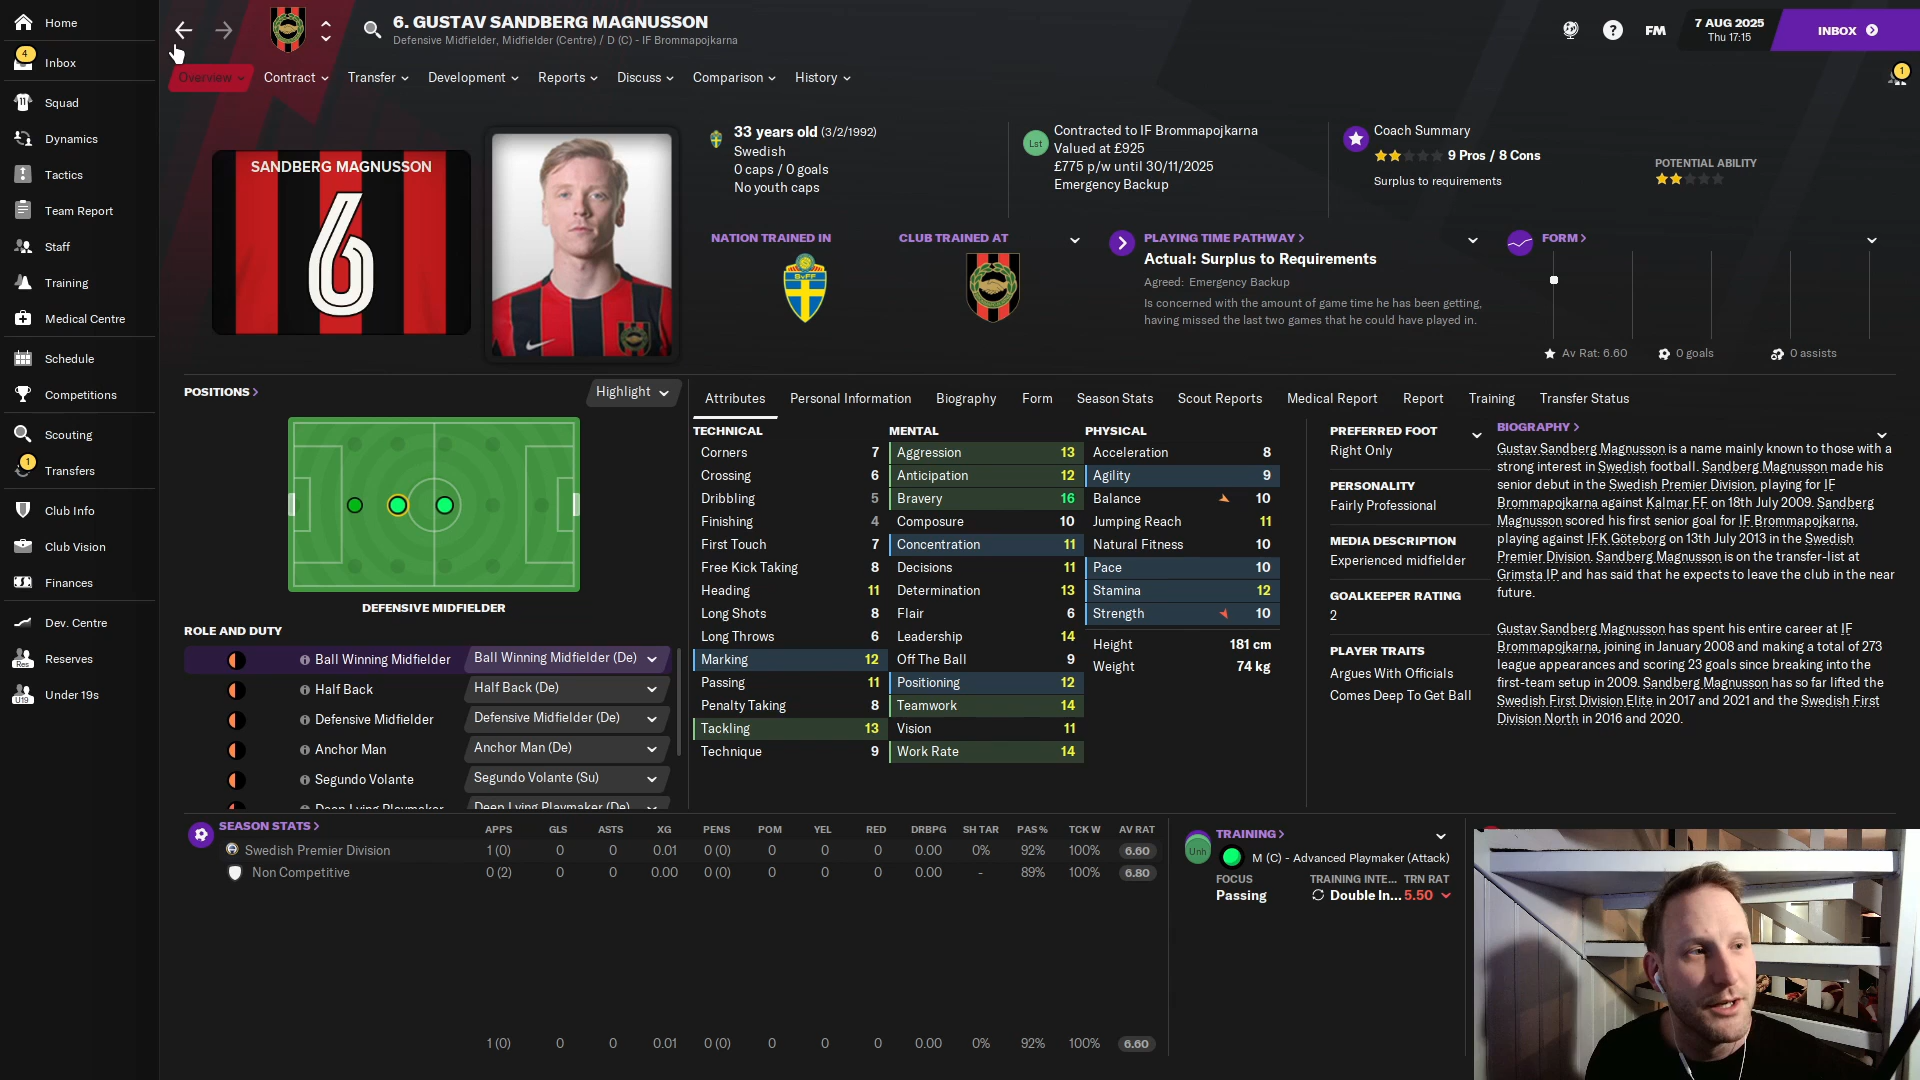 Home
4
Inbox
Squad
Dynamics
Tactics
Team Report
Staff
Training
Medical Centre
Schedule
Competitions
Scouting
1
Transfers
Club Info
Club Vision
Finances
Dev. Centre
Res
Reserves
U19
Under 19s
6. GUSTAV SANDBERG MAGNUSSON
Defensive Midfielder, Midfielder (Centre) / D (C) - IF Brommapojkarna
?
FM
7 AUG 2025
Thu 17:15
INBOX
Overview
Contract
Transfer
Development
Reports
Discuss
Comparison
History
1
SANDBERG MAGNUSSON
6
33 years old (3/2/1992)
Swedish
0 caps / 0 goals
No youth caps
Lst
Contracted to IF Brommapojkarna
Valued at £925
£775 p/w until 30/11/2025
Emergency Backup
Coach Summary
9 Pros / 8 Cons
Surplus to requirements
POTENTIAL ABILITY
NATION TRAINED IN
CLUB TRAINED AT
PLAYING TIME PATHWAY >
Actual: Surplus to Requirements
Agreed: Emergency Backup
Is concerned with the amount of game time he has been getting,
having missed the last two games that he could have played in.
FORM >
Av Rat: 6.60
0 goals
0 assists
POSITIONS >
Highlight
DEFENSIVE MIDFIELDER
ROLE AND DUTY
Ball Winning Midfielder Ball Winning Midfielder (De)
Half Back Half Back (De)
Defensive Midfielder Defensive Midfielder (De)
Anchor Man Anchor Man (De)
Segundo Volante Segundo Volante (Su)
Deep Lying Playmaker Deep Lying Playmaker (De)
Attributes Personal Information Biography Form Season Stats Scout Reports Medical Report Report Training Transfer Status
TECHNICAL
Corners 7
Crossing 6
Dribbling 5
Finishing 4
First Touch 7
Free Kick Taking 8
Heading 11
Long Shots 8
Long Throws 6
Marking 12
Passing 11
Penalty Taking 8
Tackling 13
Technique 9
MENTAL
Aggression 13
Anticipation 12
Bravery 16
Composure 10
Concentration 11
Decisions 11
Determination 13
Flair 6
Leadership 14
Off The Ball 9
Positioning 12
Teamwork 14
Vision 11
Work Rate 14
PHYSICAL
Acceleration 8
Agility 9
Balance 10
Jumping Reach 11
Natural Fitness 10
Pace 10
Stamina 12
Strength 10
Height 181 cm
Weight 74 kg
PREFERRED FOOT
Right Only
PERSONALITY
Fairly Professional
MEDIA DESCRIPTION
Experienced midfielder
GOALKEEPER RATING
2
PLAYER TRAITS
Argues With Officials
Comes Deep To Get Ball
BIOGRAPHY >
Gustav Sandberg Magnusson is a name mainly known to those with a
strong interest in Swedish football. Sandberg Magnusson made his
senior debut in the Swedish Premier Division, playing for IF
Brommapojkarna against Kalmar FF on 18th July 2009. Sandberg
Magnusson scored his first senior goal for IF Brommapojkarna,
playing against IFK Göteborg on 13th July 2013 in the Swedish
Premier Division. Sandberg Magnusson is on the transfer-list at
Grimsta IP and has said that he expects to leave the club in the near
future.
Gustav Sandberg Magnusson has spent his entire career at IF
Brommapojkarna, joining in January 2008 and making a total of 273
league appearances and scoring 23 goals since breaking into the
first-team setup in 2009. Sandberg Magnusson has so far lifted the
Swedish First Division Elite in 2017 and 2021 and the Swedish First
Division North in 2016 and 2020.
SEASON STATS > APPS GLS ASTS XG PENS POM YEL RED DRBPG SH TAR PAS % TCK W AV RAT
Swedish Premier Division 1 (0) 0 0 0.01 0 (0) 0 0 0 0.00 0% 92% 100% 6.60
Non Competitive 0 (2) 0 0 0.00 0 (0) 0 0 0 0.00 - 89% 100% 6.80
1 (0) 0 0 0.01 0 (0) 0 0 0 0.00 0% 92% 100% 6.60
TRAINING >
Unh
M (C) - Advanced Playmaker (Attack)
FOCUS TRAINING INTE... TRN RAT
Passing Double In... 5.50